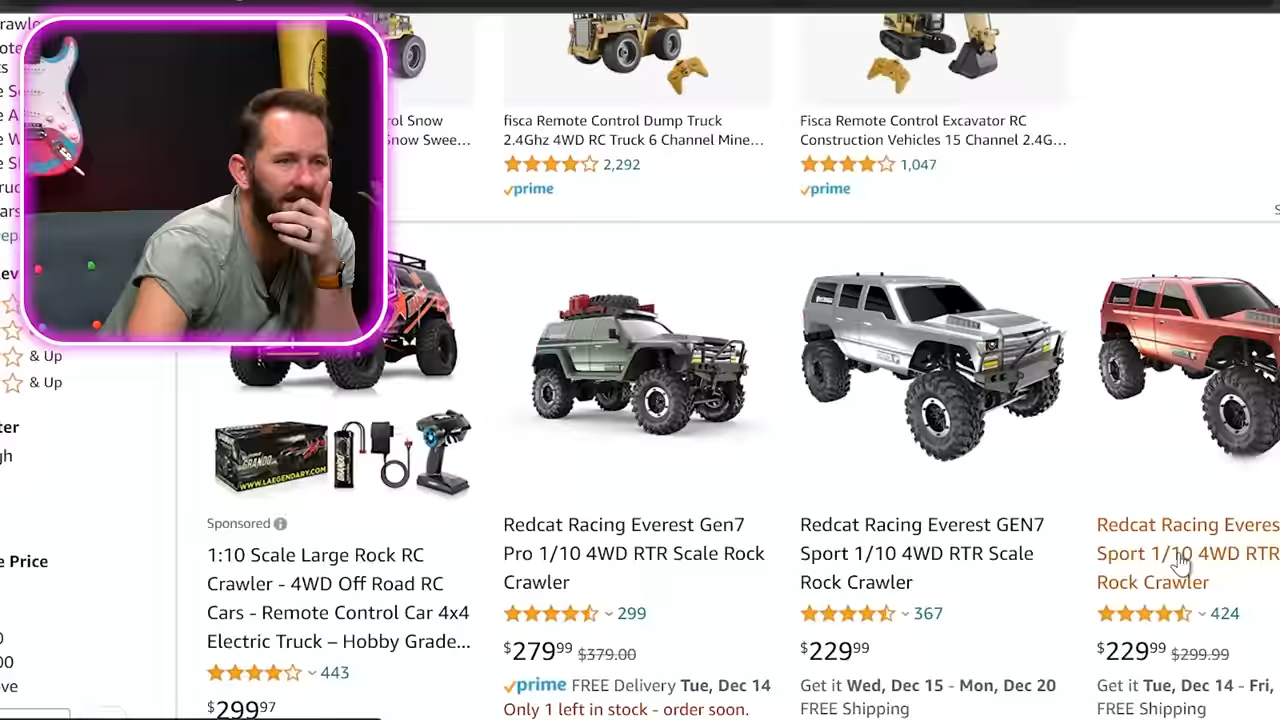 rol Snow
now Swee...
fisca Remote Control Dump Truck
2.4Ghz 4WD RC Truck 6 Channel Mine...
2,292
prime
fisca Remote Control Excavator RC
Construction Vehicles 15 Channel 2.4G...
1,047
prime
& Up
& Up
e Price
GRANDO
WWW.LAEGENDARY.COM
Sponsored
1:10 Scale Large Rock RC
Crawler - 4WD Off Road RC
Cars - Remote Control Car 4x4
Electric Truck – Hobby Grade...
443
$299.97
Redcat Racing Everest Gen7
Pro 1/10 4WD RTR Scale Rock
Crawler
299
$279.99 $379.00
prime FREE Delivery Tue, Dec 14
Only 1 left in stock - order soon.
Redcat Racing Everest GEN7
Sport 1/10 4WD RTR Scale
Rock Crawler
367
$229.99
Get it Wed, Dec 15 - Mon, Dec 20
FREE Shipping
Redcat Racing Everes
Sport 1/10 4WD RTR
Rock Crawler
424
$229.99 $299.99
Get it Tue, Dec 14 - Fri,
FREE Shipping